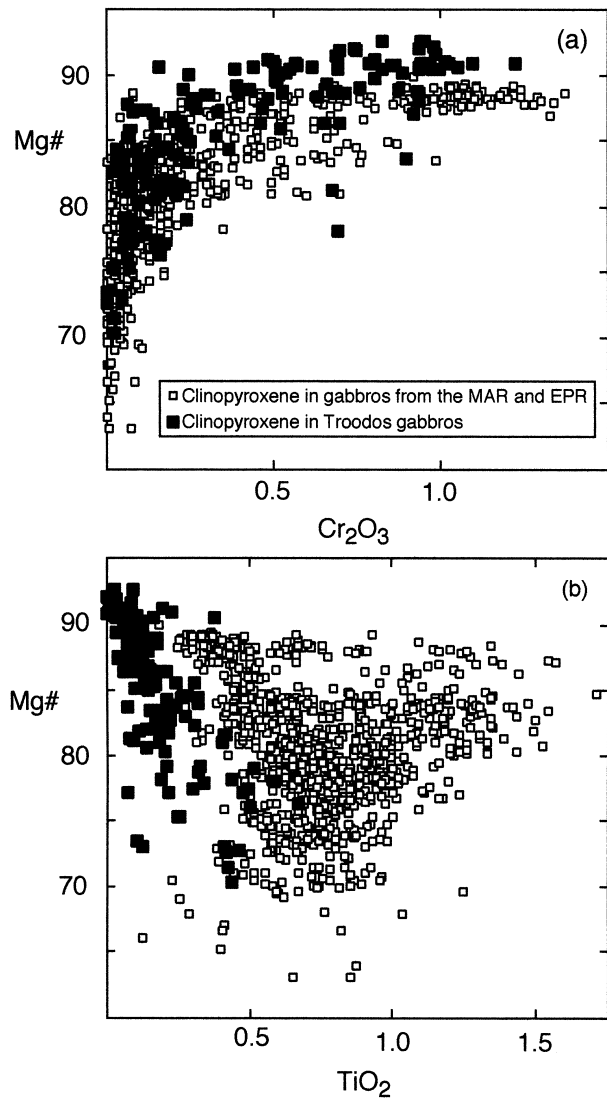 (a)
90
Mg#
80
70
Clinopyroxene in gabbros from the MAR and EPR
Clinopyroxene in Troodos gabbros
0.5 1.0
Cr₂O₃
(b)
90
Mg#
80
70
0.5 1.0 1.5
TiO₂